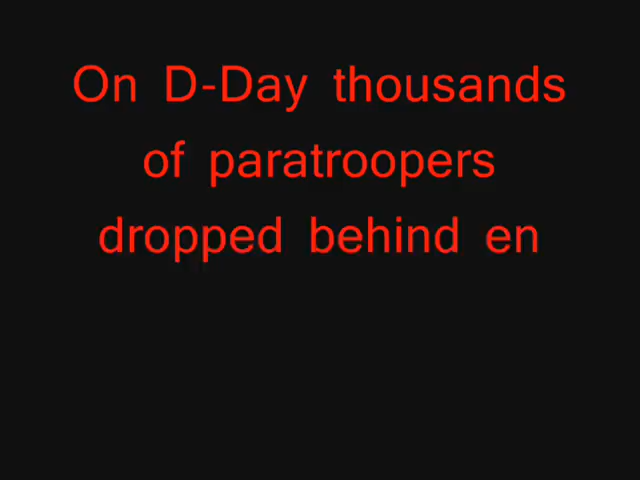 On D-Day thousands
of paratroopers
dropped behind en